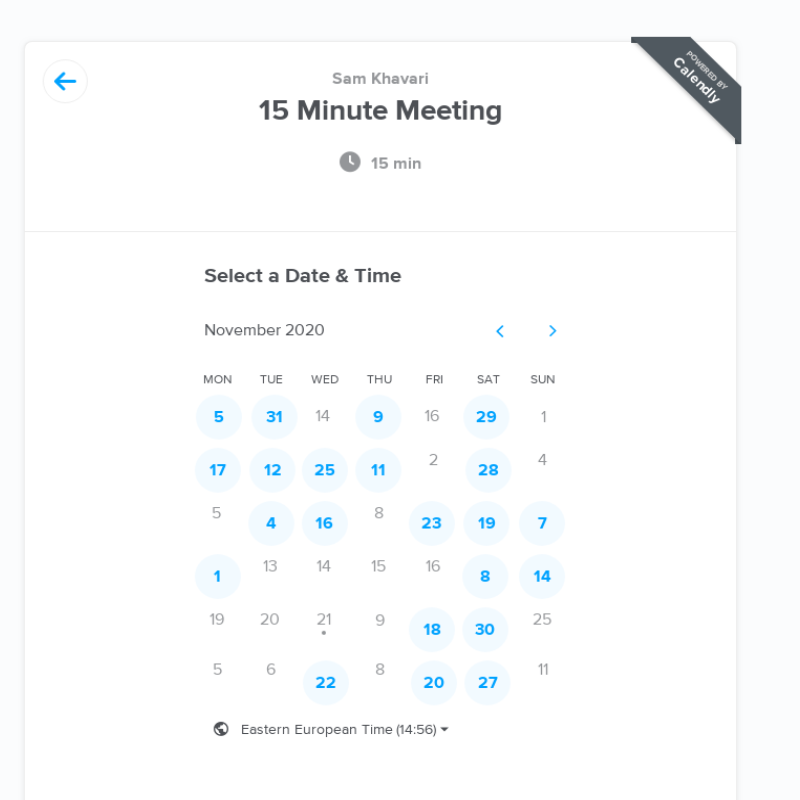 Sam Khavari
15 Minute Meeting
15 min
POWERED BY
Calendly
Select a Date & Time
November 2020
MON TUE WED THU FRI SAT SUN
5 31 14 9 16 29 1
17 12 25 11 2 28 4
5 4 16 8 23 19 7
1 13 14 15 16 8 14
19 20 21 9 18 30 25
5 6 22 8 20 27 11
Eastern European Time (14:56)